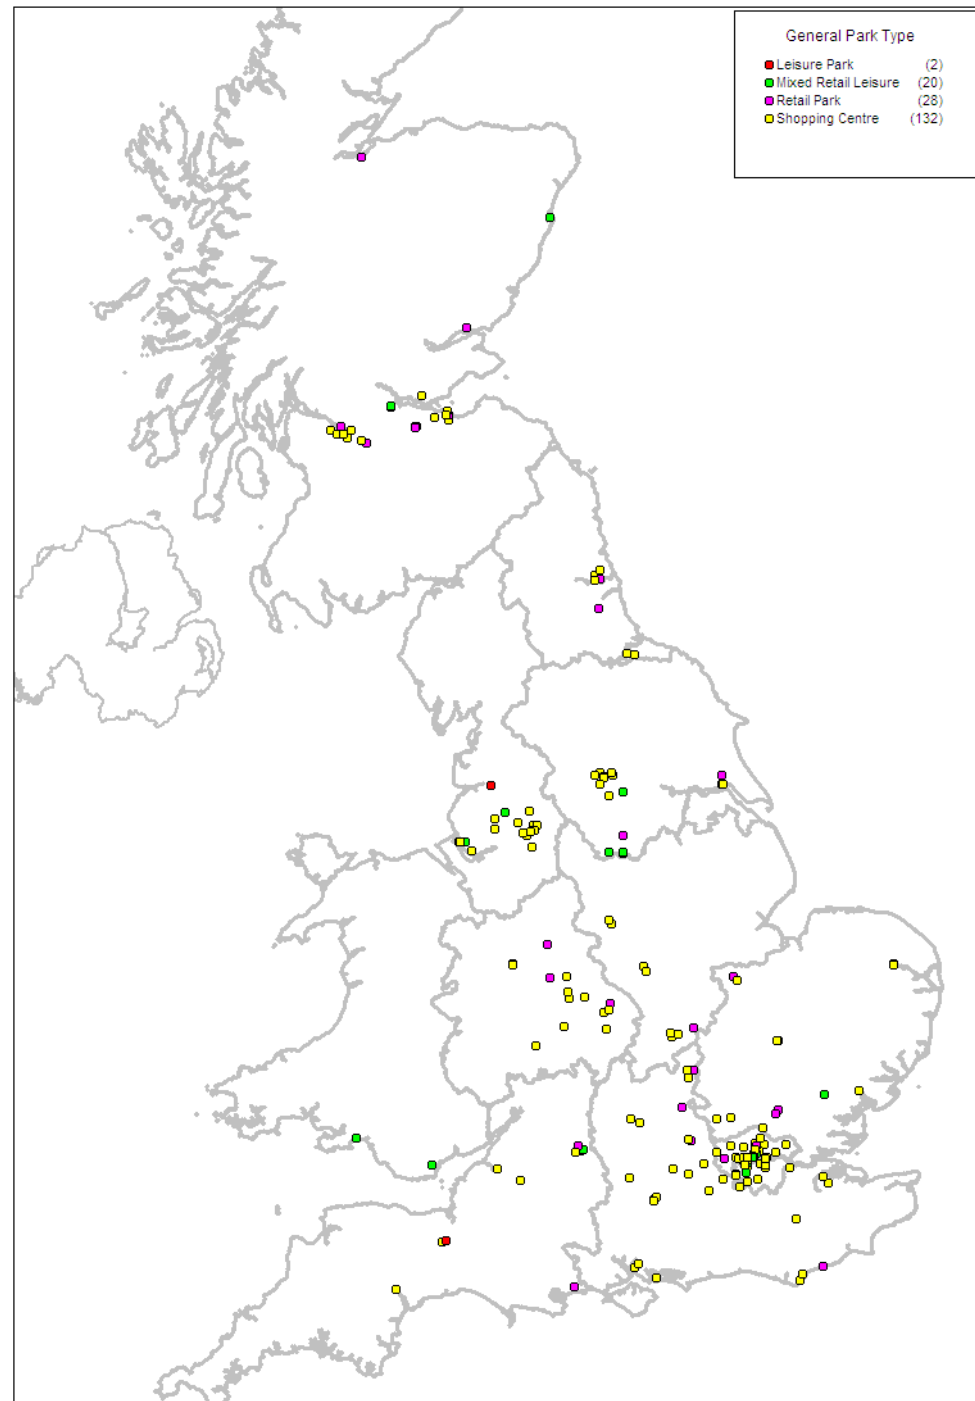 General Park Type
Leisure Park (2)
Mixed Retail Leisure (20)
Retail Park (28)
Shopping Centre (132)